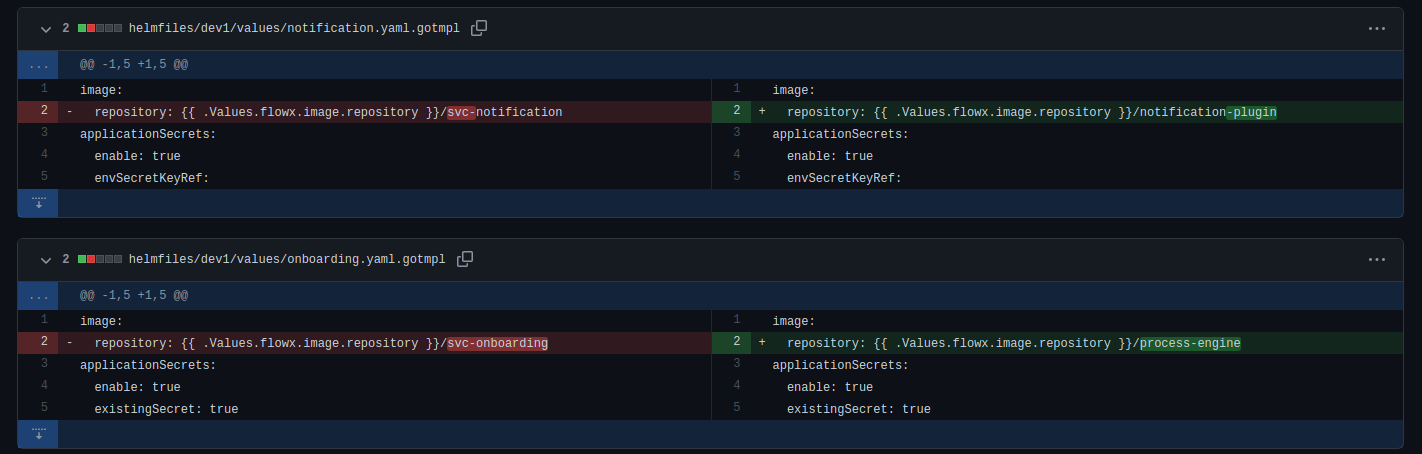 2 helmfiles/dev1/values/notification.yaml.gotmpl
... @@ -1,5 +1,5 @@
1 image: 1 image:
2 - repository: {{ .Values.flowx.image.repository }}/svc-notification 2 + repository: {{ .Values.flowx.image.repository }}/notification-plugin
3 applicationSecrets: 3 applicationSecrets:
4 enable: true 4 enable: true
5 envSecretKeyRef: 5 envSecretKeyRef:
2 helmfiles/dev1/values/onboarding.yaml.gotmpl
... @@ -1,5 +1,5 @@
1 image: 1 image:
2 - repository: {{ .Values.flowx.image.repository }}/svc-onboarding 2 + repository: {{ .Values.flowx.image.repository }}/process-engine
3 applicationSecrets: 3 applicationSecrets:
4 enable: true 4 enable: true
5 existingSecret: true 5 existingSecret: true